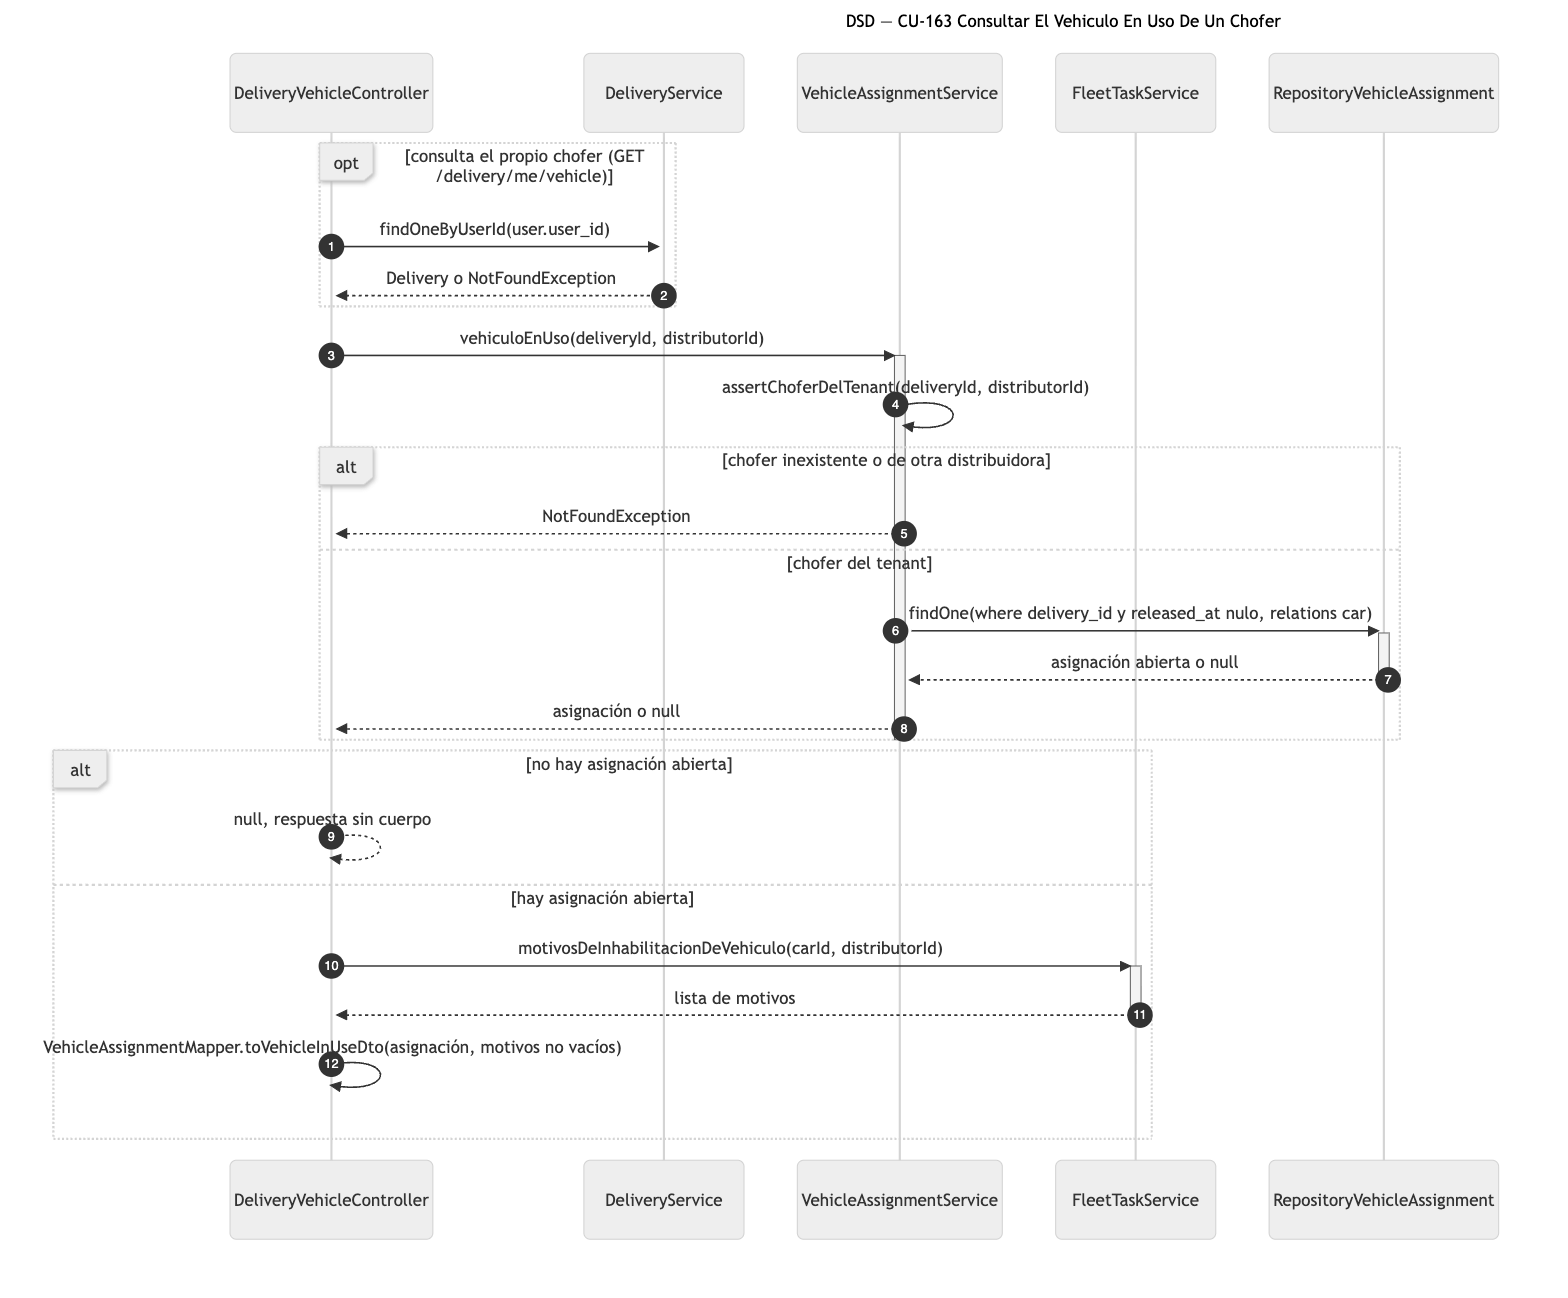 DSD — CU-163 Consultar El Vehiculo En Uso De Un Chofer
DeliveryVehicleController
DeliveryService
VehicleAssignmentService
FleetTaskService
RepositoryVehicleAssignment
opt
[consulta el propio chofer (GET
/delivery/me/vehicle)]
findOneByUserId(user.user_id)
1
Delivery o NotFoundException
2
vehiculoEnUso(deliveryId, distributorId)
3
assertChoferDelTenant(deliveryId, distributorId)
4
alt
[chofer inexistente o de otra distribuidora]
NotFoundException
5
[chofer del tenant]
findOne(where delivery_id y released_at nulo, relations car)
6
asignación abierta o null
7
asignación o null
8
alt
[no hay asignación abierta]
null, respuesta sin cuerpo
9
[hay asignación abierta]
motivosDeInhabilitacionDeVehiculo(carId, distributorId)
10
lista de motivos
11
VehicleAssignmentMapper.toVehicleInUseDto(asignación, motivos no vacíos)
12
DeliveryVehicleController
DeliveryService
VehicleAssignmentService
FleetTaskService
RepositoryVehicleAssignment